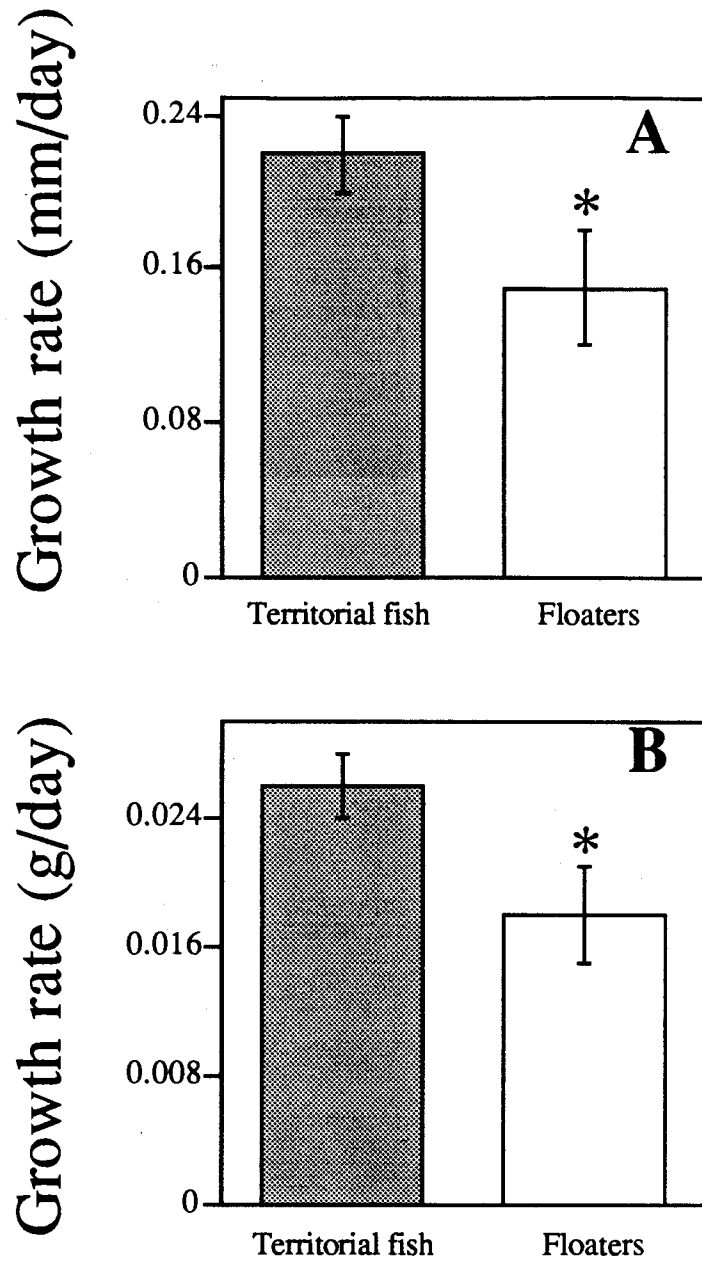 Growth rate (mm/day)
A
0.24
*
0.16
0.08
0
Territorial fish Floaters
Growth rate (g/day)
B
0.024
*
0.016
0.008
0
Territorial fish Floaters